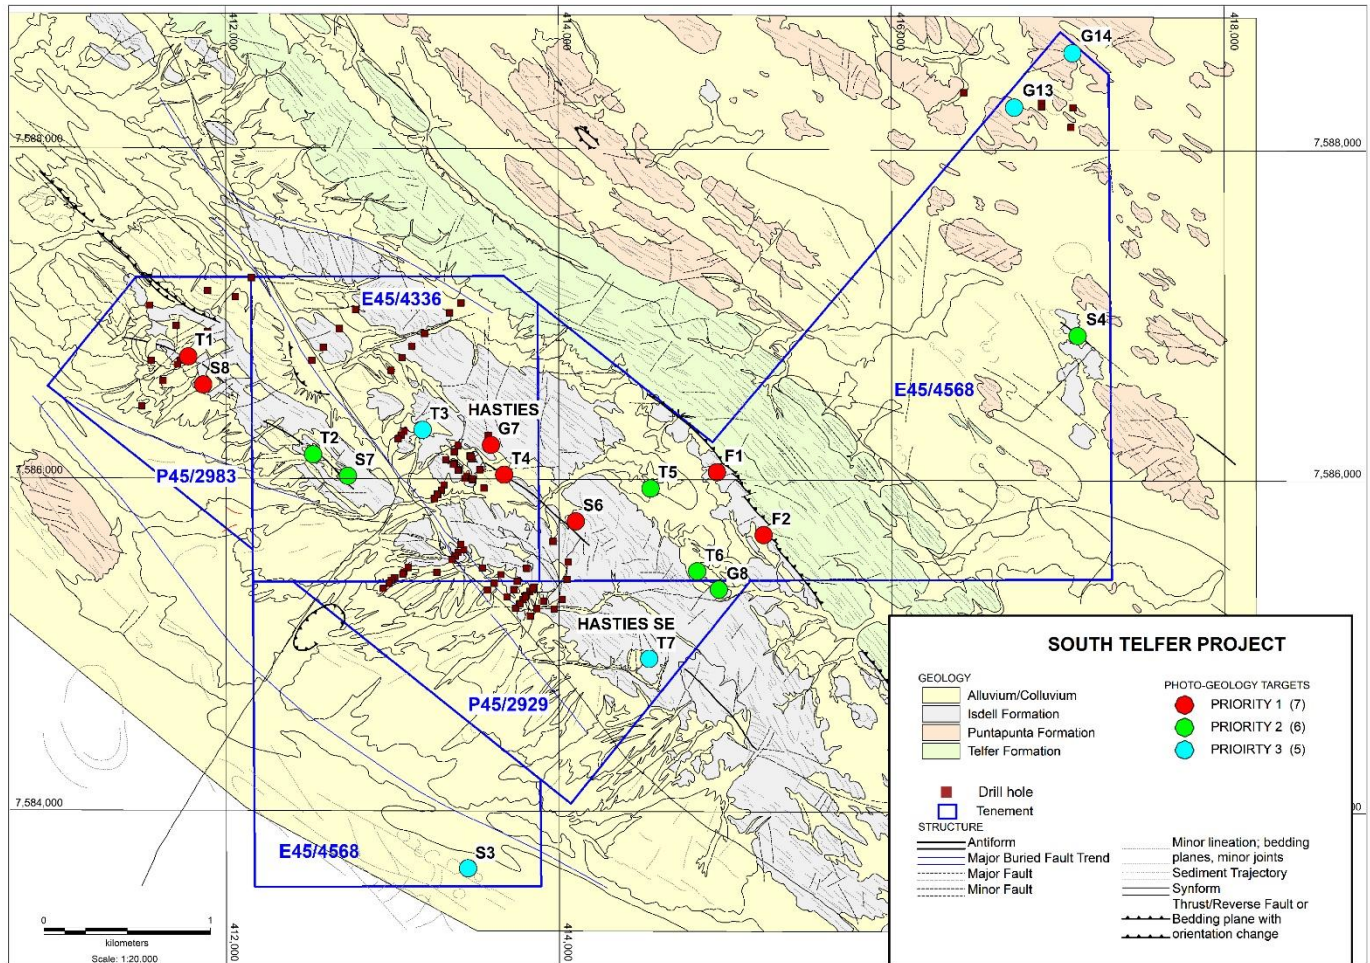 412,000
414,000
416,000
418,000
G14
G13
7,588,000
7,588,000
E45/4336
S4
T1
S8
E45/4568
T3
HASTIES
G7
T2
S7
T4
P45/2983
7,586,000
7,586,000
T5
F1
S6
F2
T6
G8
HASTIES SE
T7
P45/2929
7,584,000
E45/4568
S3
412,000
414,000
0 1
kilometers
Scale: 1:20,000
SOUTH TELFER PROJECT
GEOLOGY
Alluvium/Colluvium
Isdell Formation
Puntapunta Formation
Telfer Formation
PHOTO-GEOLOGY TARGETS
PRIORITY 1 (7)
PRIORITY 2 (6)
PRIOIRTY 3 (5)
Drill hole
Tenement
STRUCTURE
Antiform
Major Buried Fault Trend
Major Fault
Minor Fault
Minor lineation; bedding
planes, minor joints
Sediment Trajectory
Synform
Thrust/Reverse Fault or
Bedding plane with
orientation change